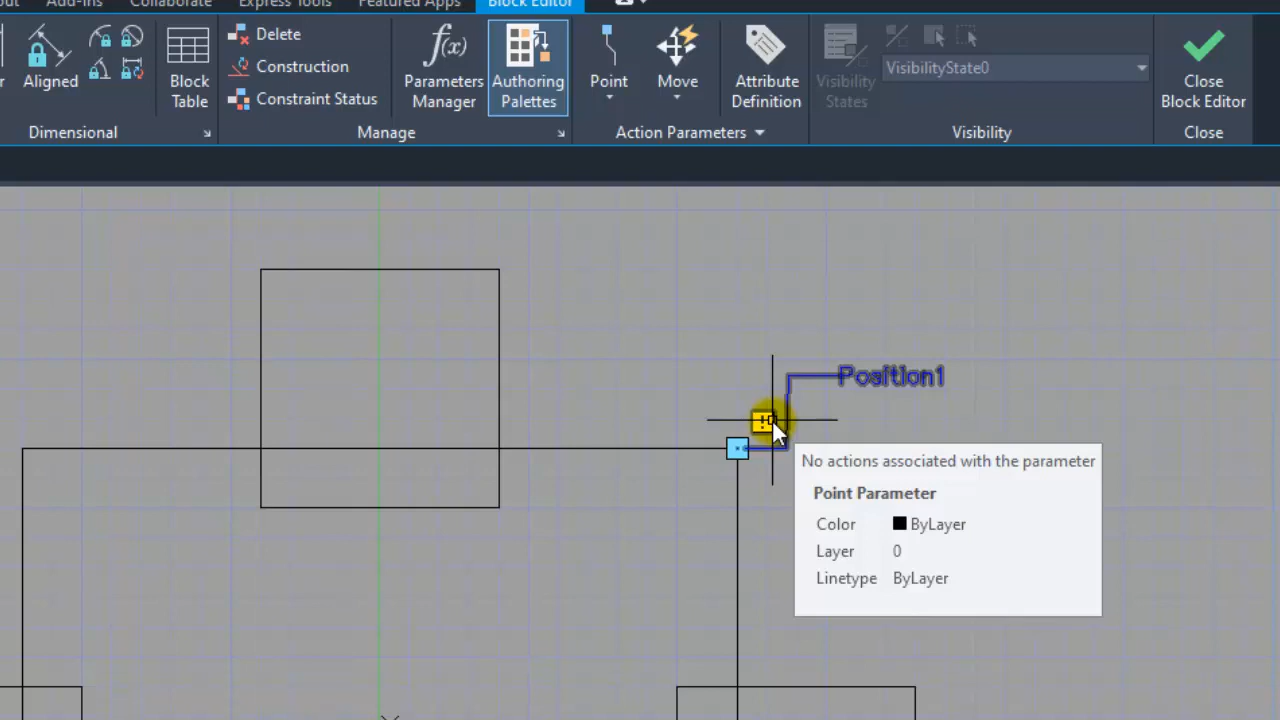 Add-Ins Collaborate Express Tools Featured Apps Block Editor
Aligned
Block Table
Delete
Construction
Constraint Status
Parameters Manager
Authoring Palettes
Point
Move
Attribute Definition
Visibility States
VisibilityState0
Close Block Editor
Dimensional
Manage
Action Parameters
Visibility
Close
Position1
No actions associated with the parameter
Point Parameter
Color ByLayer
Layer 0
Linetype ByLayer